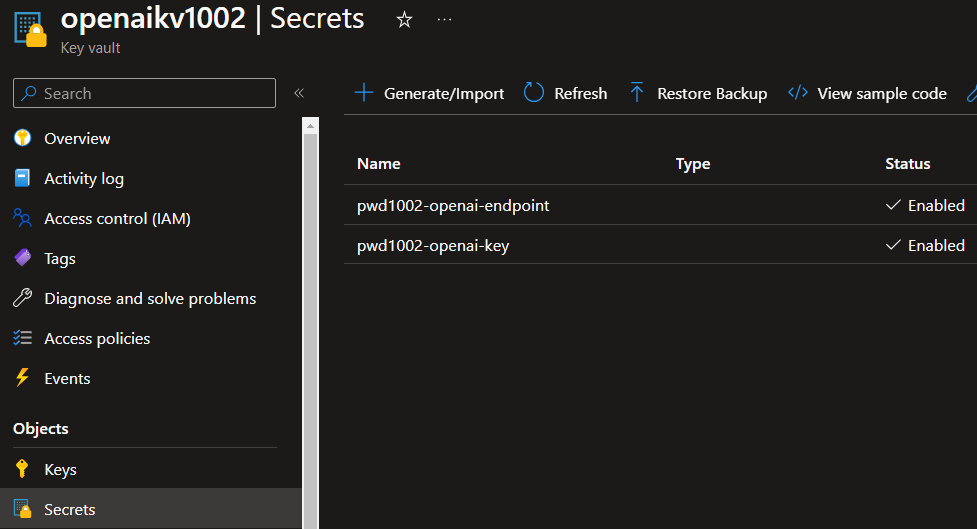 openaikv1002 | Secrets
Key vault
Search
Overview
Activity log
Access control (IAM)
Tags
Diagnose and solve problems
Access policies
Events
Objects
Keys
Secrets
Generate/Import Refresh Restore Backup View sample code
Name Type Status
pwd1002-openai-endpoint Enabled
pwd1002-openai-key Enabled